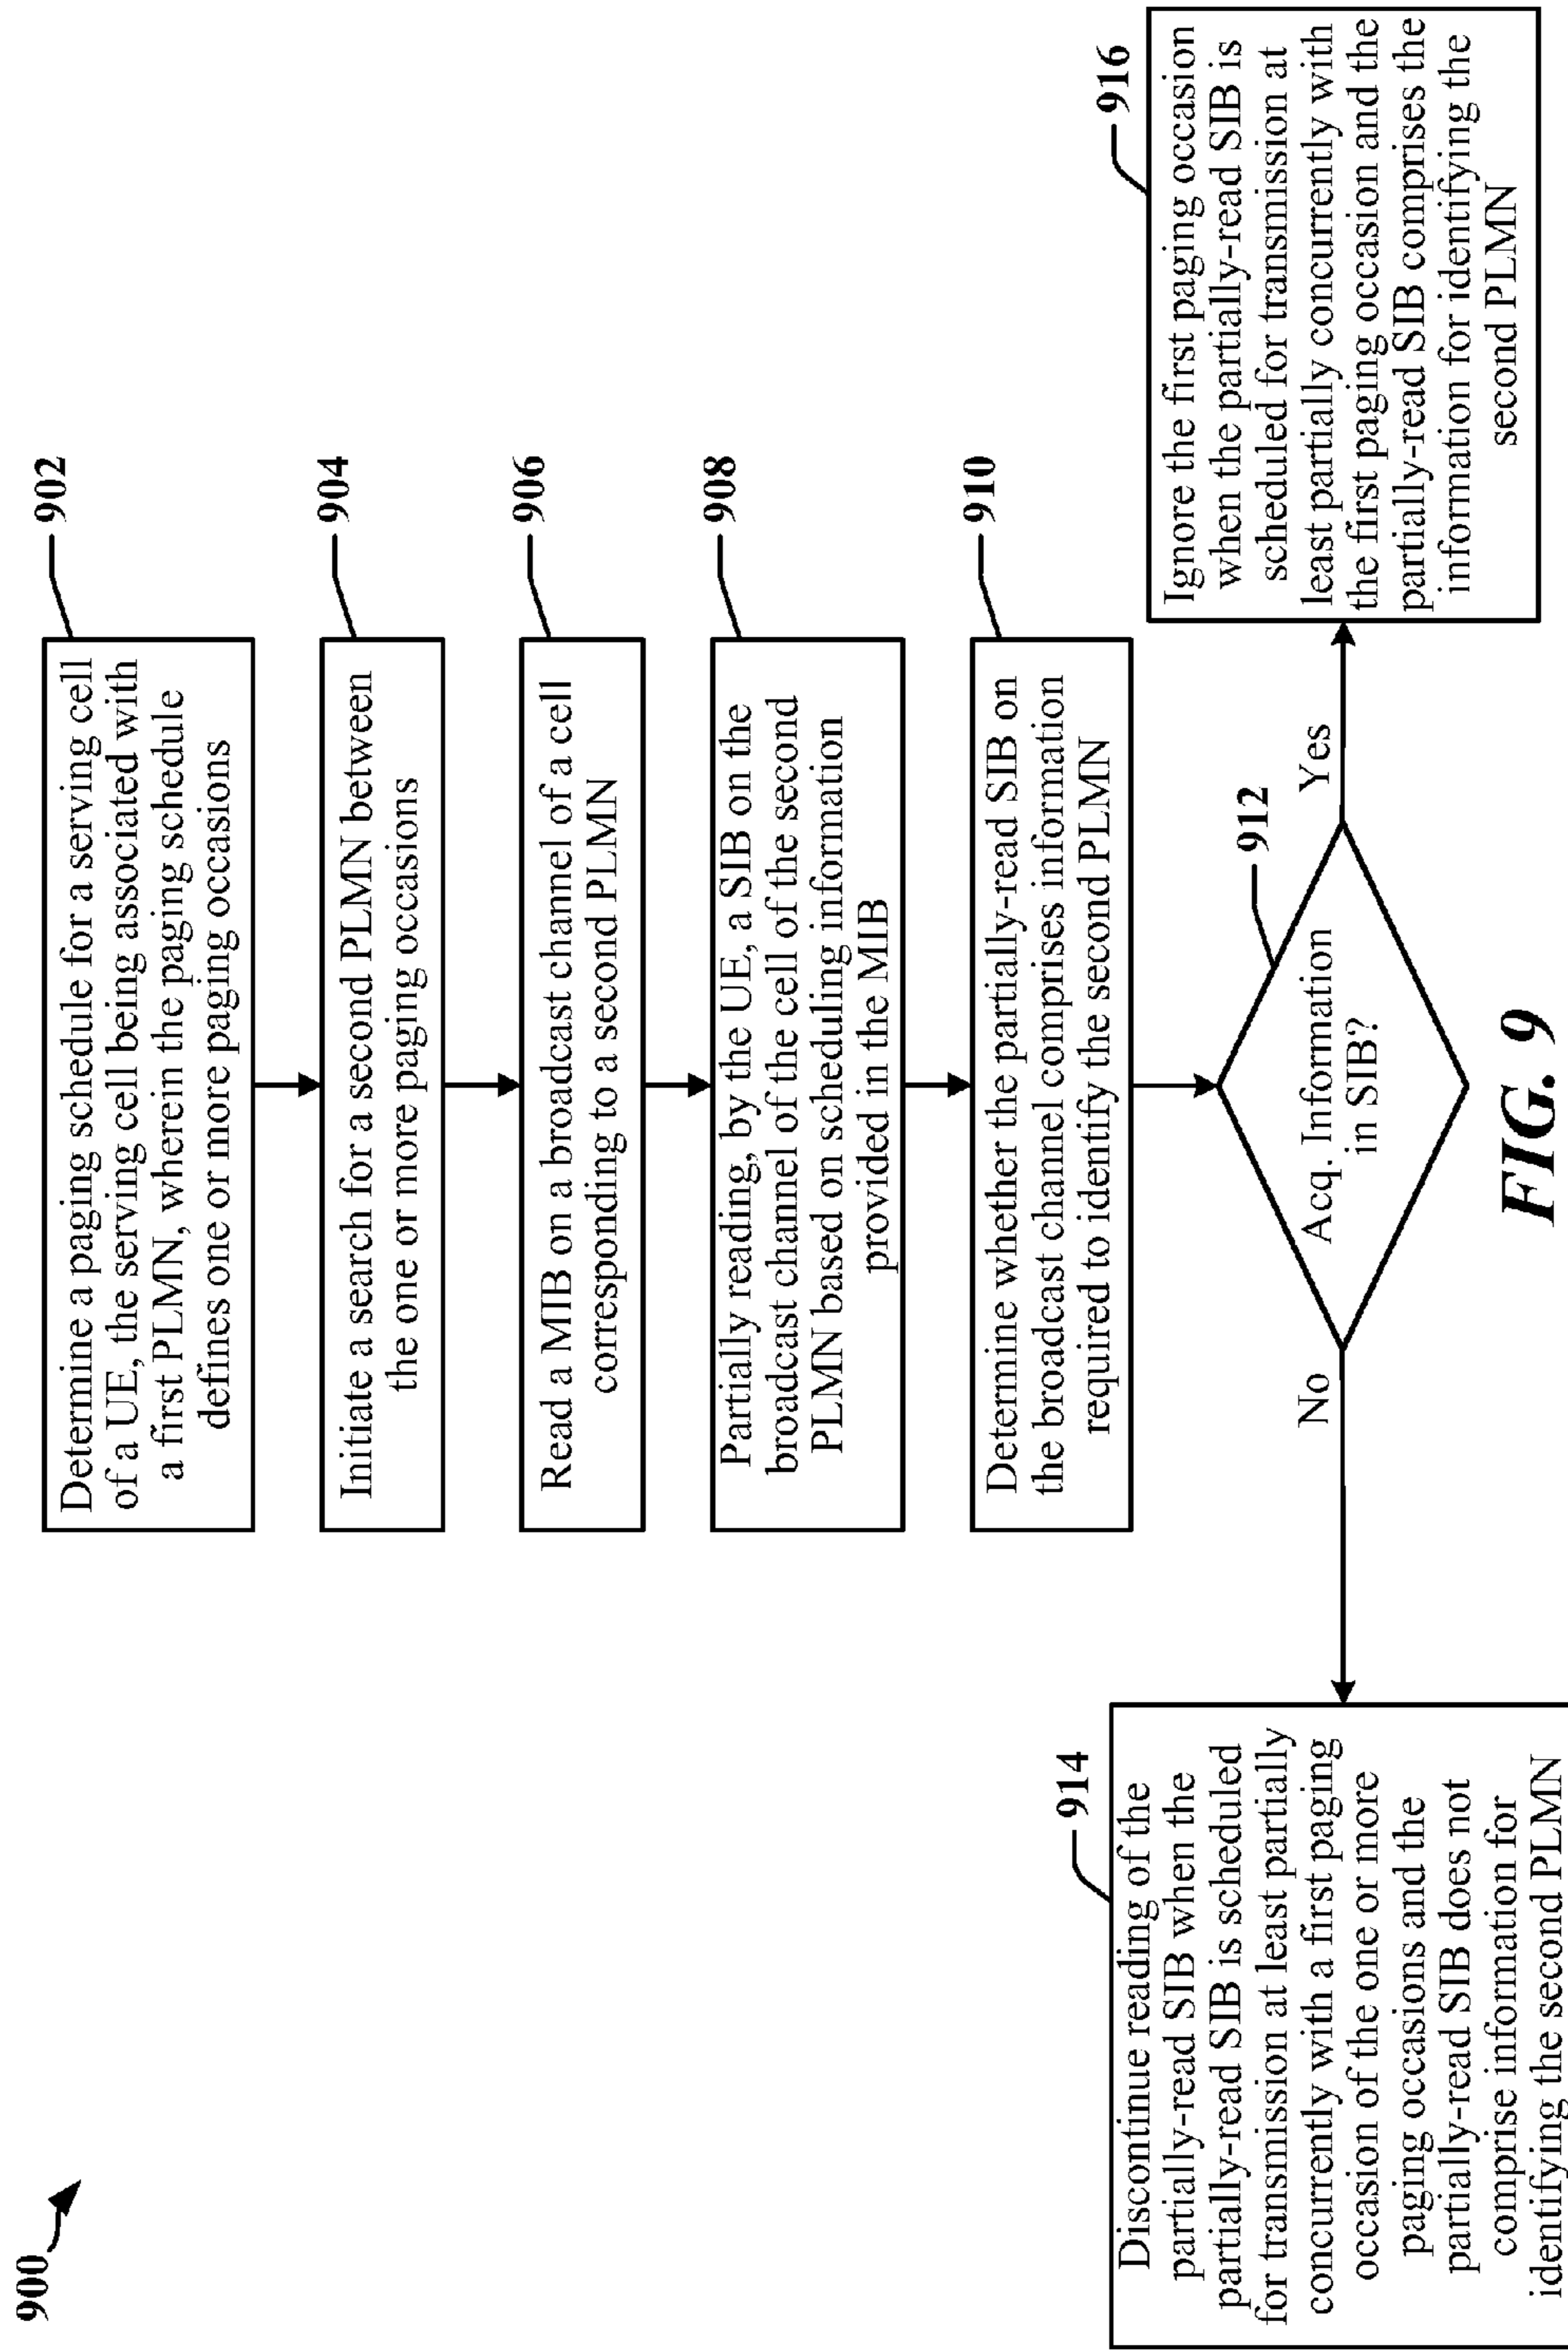 900
902
Determine a paging schedule for a serving cell
of a UE, the serving cell being associated with
a first PLMN, wherein the paging schedule
defines one or more paging occasions
904
Initiate a search for a second PLMN between
the one or more paging occasions
906
Read a MIB on a broadcast channel of a cell
corresponding to a second PLMN
908
Partially reading, by the UE, a SIB on the
broadcast channel of the cell of the second
PLMN based on scheduling information
provided in the MIB
910
Determine whether the partially-read SIB on
the broadcast channel comprises information
required to identify the second PLMN
912
Acq. Information
in SIB?
No
Yes
914
Discontinue reading of the
partially-read SIB when the
partially-read SIB is scheduled
for transmission at least partially
concurrently with a first paging
occasion of the one or more
paging occasions and the
partially-read SIB does not
comprise information for
identifying the second PLMN
916
Ignore the first paging occasion
when the partially-read SIB is
scheduled for transmission at
least partially concurrently with
the first paging occasion and the
partially-read SIB comprises the
information for identifying the
second PLMN
FIG. 9